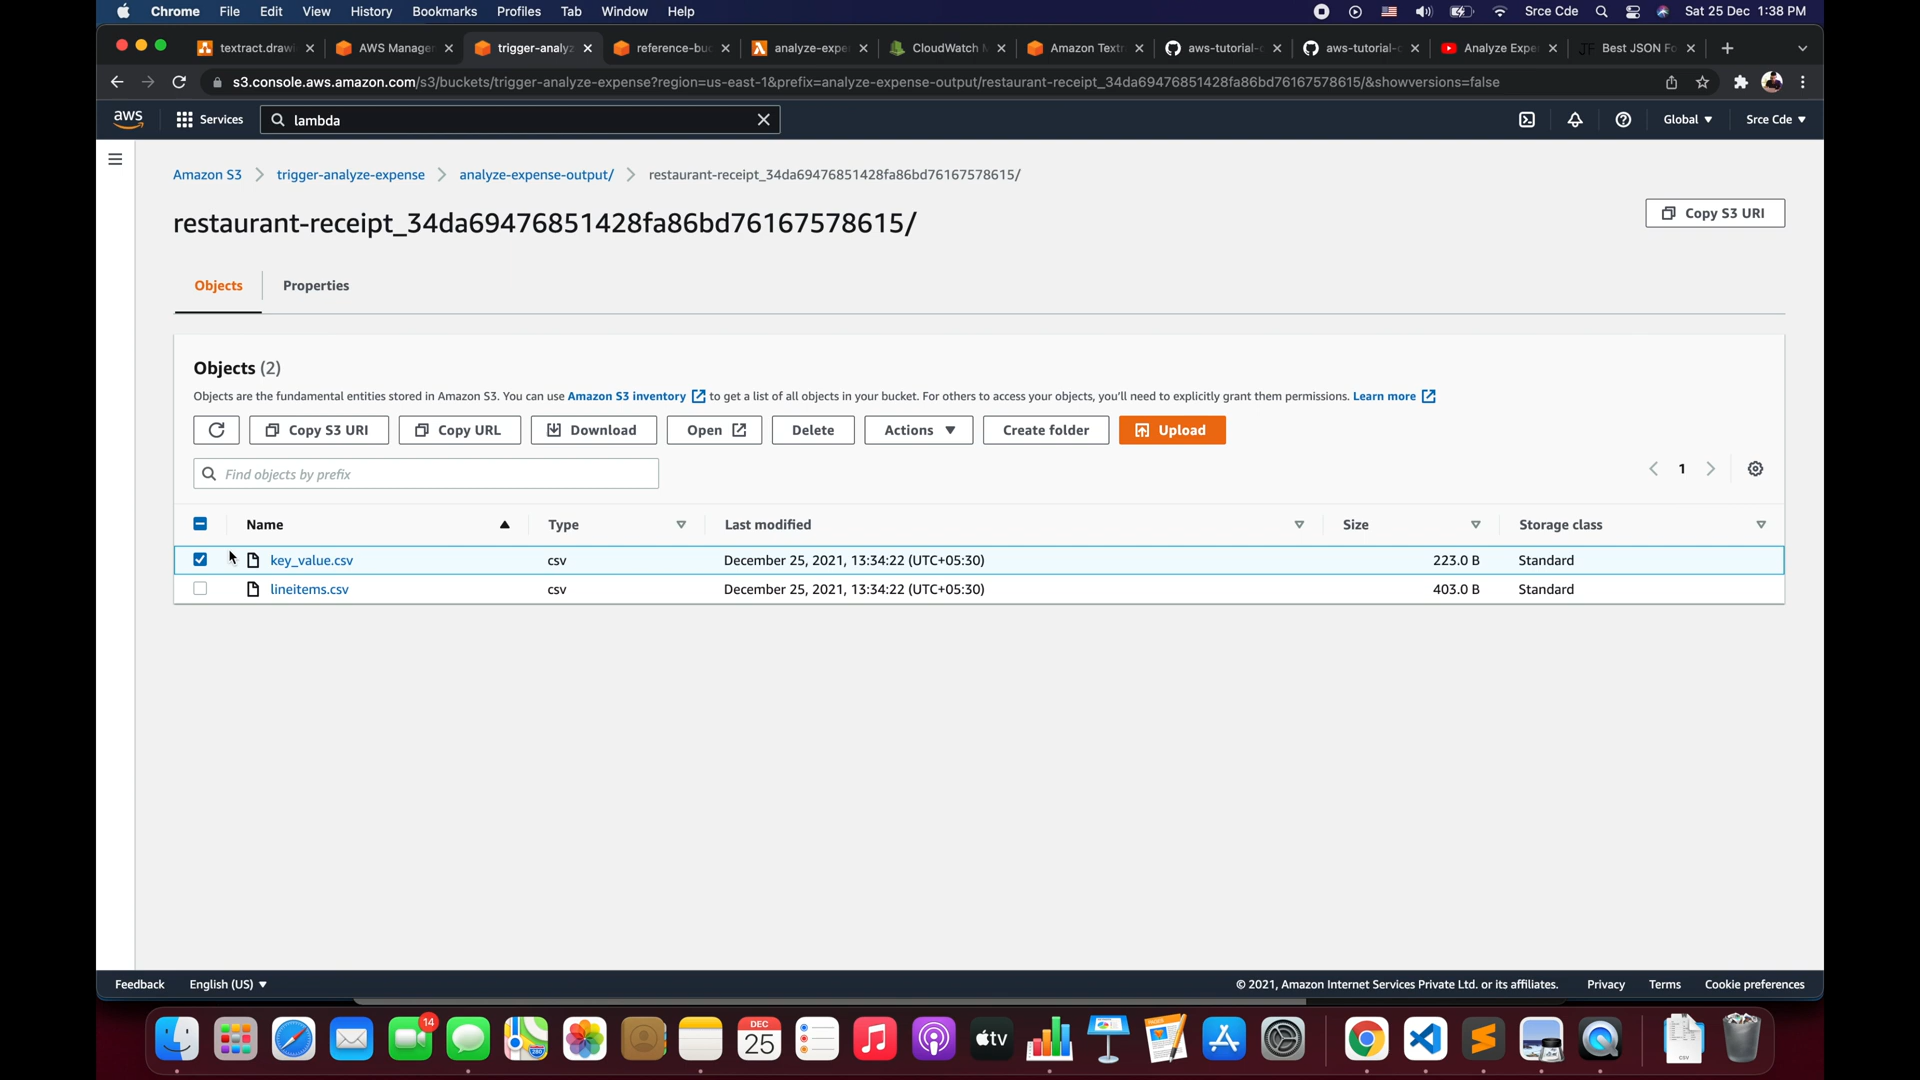 Chrome File Edit View History Bookmarks Profiles Tab Window Help Srce Cde Sat 25 Dec 1:38 PM
textract.draw AWS Manage trigger-analyz reference-bu analyze-expe CloudWatch Amazon Textr aws-tutorial- aws-tutorial- Analyze Expe JF Best JSON Fo
s3.console.aws.amazon.com/s3/buckets/trigger-analyze-expense?region=us-east-1&prefix=analyze-expense-output/restaurant-receipt_34da69476851428fa86bd76167578615/&showversions=false
aws Services lambda Global Srce Cde
Amazon S3 trigger-analyze-expense analyze-expense-output/ restaurant-receipt_34da69476851428fa86bd76167578615/
restaurant-receipt_34da69476851428fa86bd76167578615/ Copy S3 URI
Objects Properties
Objects (2)
Objects are the fundamental entities stored in Amazon S3. You can use Amazon S3 inventory to get a list of all objects in your bucket. For others to access your objects, you'll need to explicitly grant them permissions. Learn more
Copy S3 URI Copy URL Download Open Delete Actions Create folder Upload
Find objects by prefix 1
Name Type Last modified Size Storage class
key_value.csv csv December 25, 2021, 13:34:22 (UTC+05:30) 223.0 B Standard
lineitems.csv csv December 25, 2021, 13:34:22 (UTC+05:30) 403.0 B Standard
Feedback English (US) © 2021, Amazon Internet Services Private Ltd. or its affiliates. Privacy Terms Cookie preferences
14 DEC 25 280 tv CSV